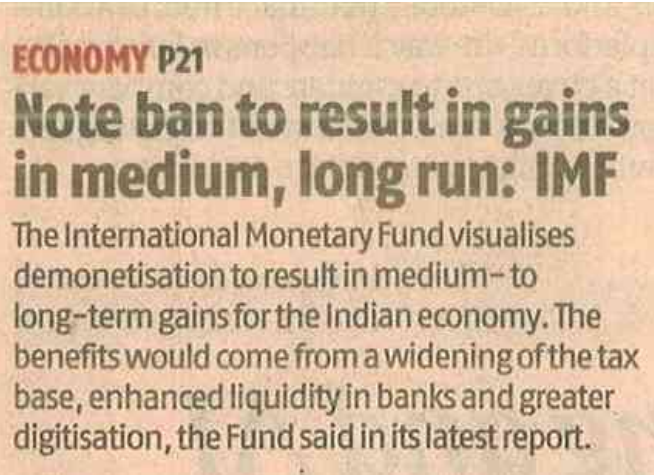 ECONOMY P21
Note ban to result in gains
in medium, long run: IMF
The International Monetary Fund visualises
demonetisation to result in medium- to
long-term gains for the Indian economy. The
benefits would come from a widening of the tax
base, enhanced liquidity in banks and greater
digitisation, the Fund said in its latest report.